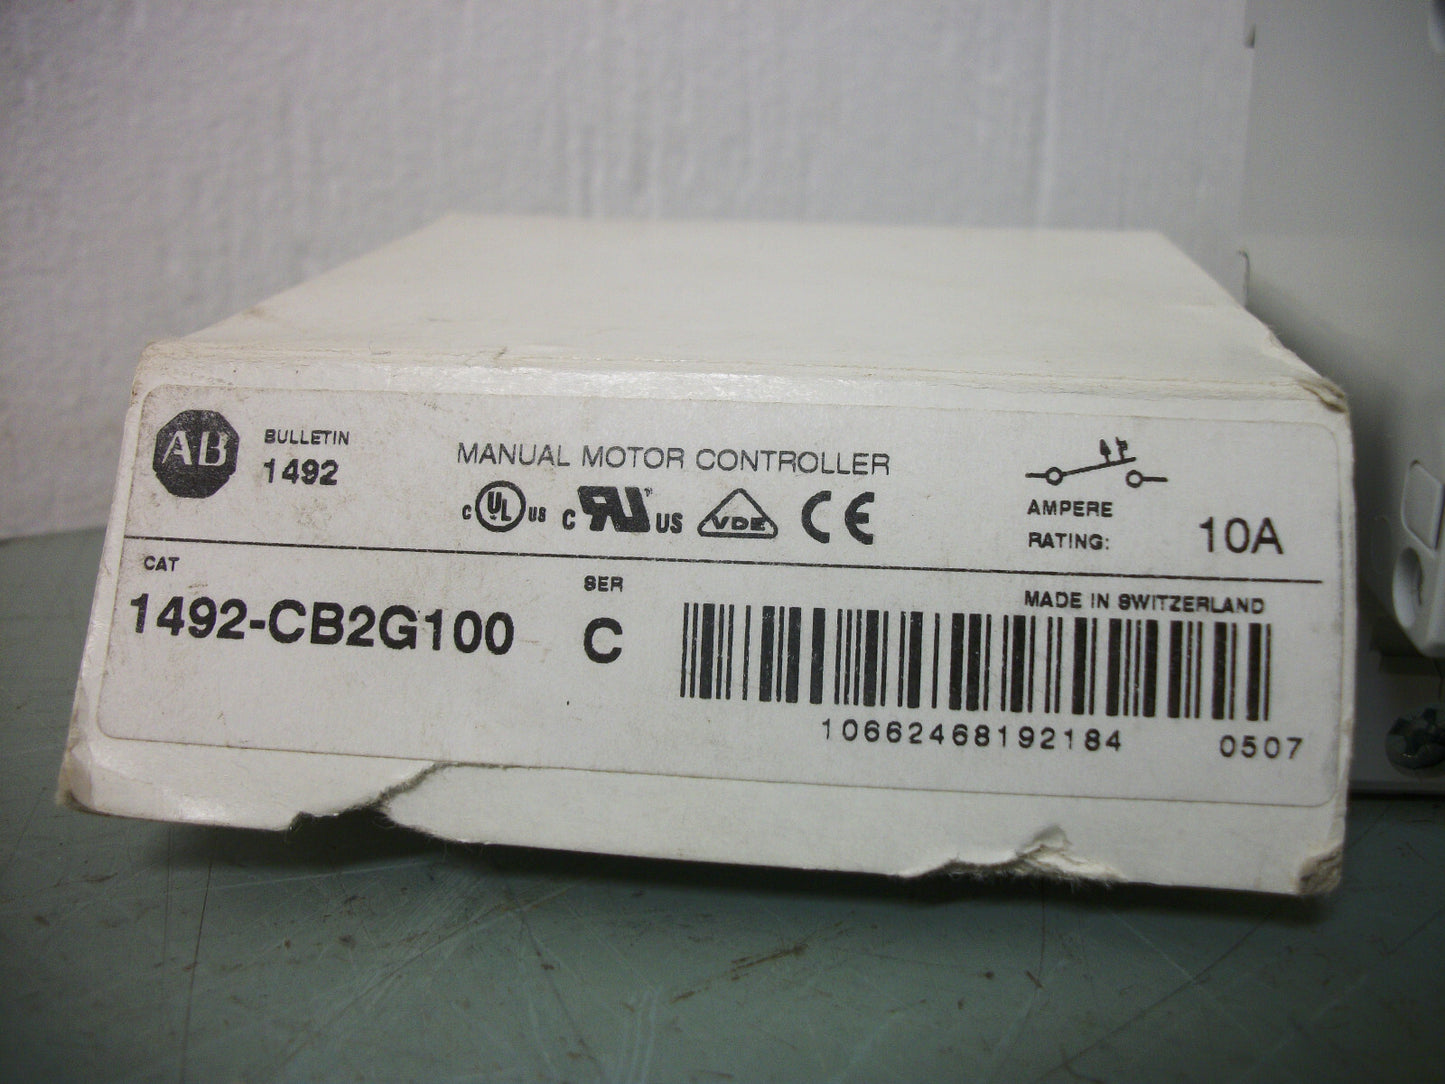 AB
BULLETIN
1492
MANUAL MOTOR CONTROLLER
C UL US C RU US VDE CE
AMPERE
RATING: 10A
CAT
1492-CB2G100
SER
C
MADE IN SWITZERLAND
10662468192184 0507